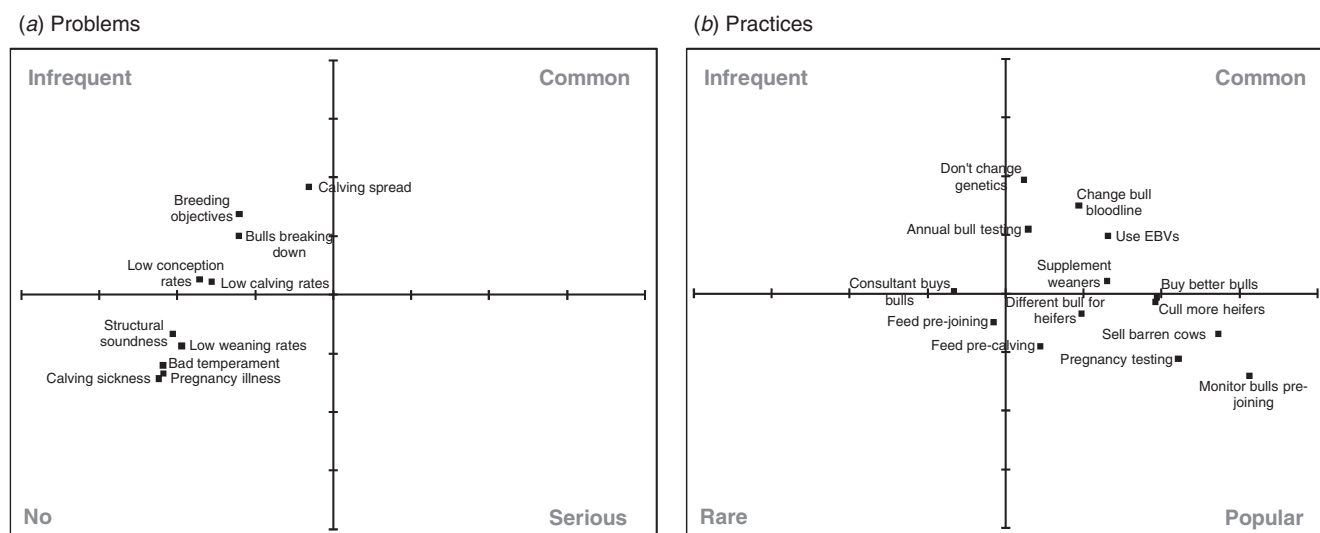 (a) Problems
Infrequent
Common
Calving spread
Breeding
objectives
Bulls breaking
down
Low conception
rates
Low calving rates
Structural
soundness
Low weaning rates
Bad temperament
Calving sickness
Pregnancy illness
No
Serious
(b) Practices
Infrequent
Common
Don't change
genetics
Change bull
bloodline
Annual bull testing
Use EBVs
Supplement
weaners
Consultant buys
bulls
Buy better bulls
Different bull for
heifers
Cull more heifers
Feed pre-joining
Sell barren cows
Feed pre-calving
Pregnancy testing
Monitor bulls pre-
joining
Rare
Popular